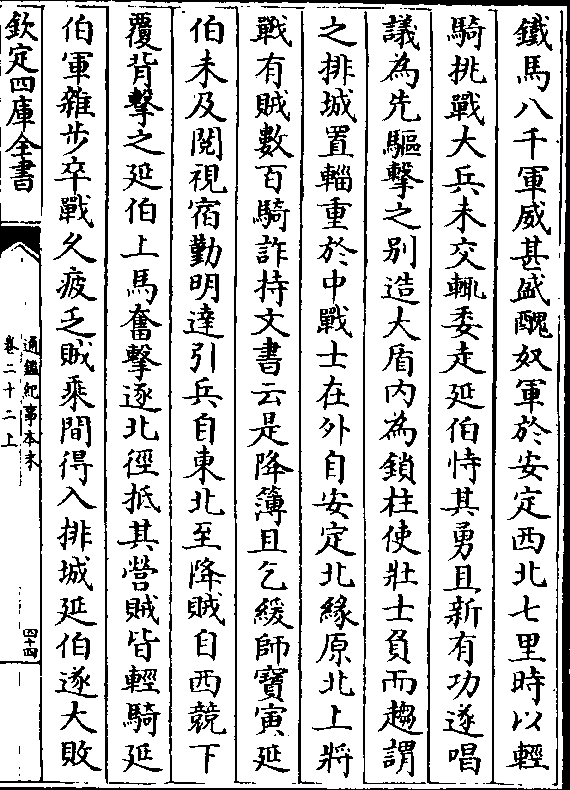 鐵馬八千軍威甚盛醜奴軍於安定西北七里時以輕
騎挑戰大兵未交輒委走延伯恃其勇且新有功遂唱
議為先驅擊之别造大盾内為鎖柱使壯士負而趨謂
之排城置輜重於中戰士在外自安定北緣原北上將
戰有賊數百騎詐持文書云是降簿且乞緩師寶寅延
伯未及閱視宿勤明達引兵自東北至降賊自西競下
覆背擊之延伯上馬奮擊逐北徑抵其營賊皆輕騎延
伯軍雜步卒戰久疲乏賊乘間得入排城延伯遂大敗
欽定四庫全書
通鑑紀事本末
卷二十二上
四十四